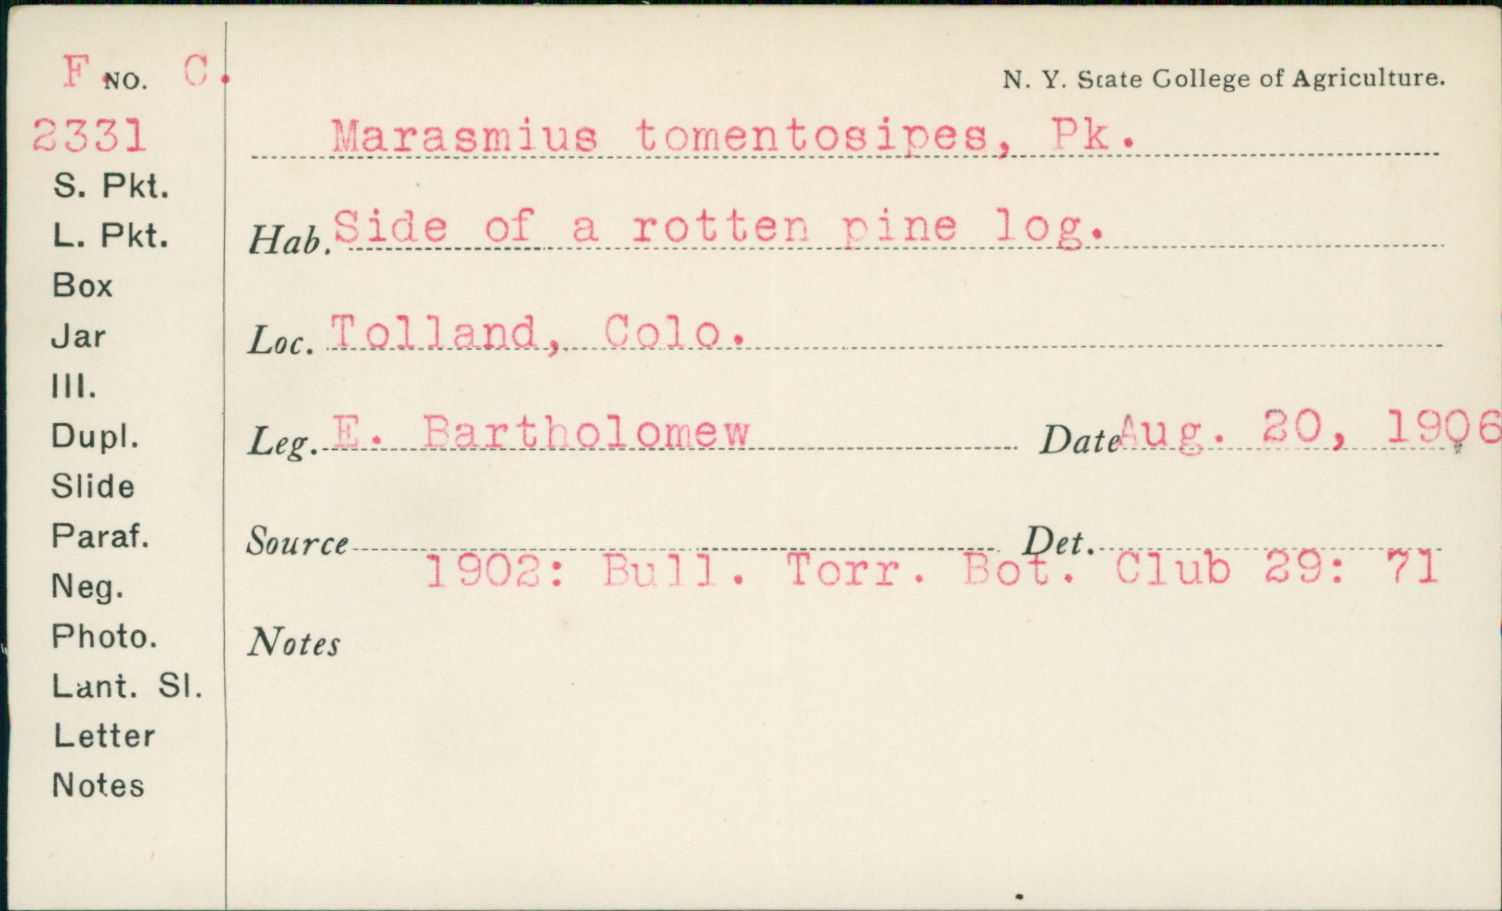 F. NO. C.
N. Y. State College of Agriculture.
2331
Marasmius tomentosipes, Pk.
S. Pkt.
L. Pkt.
Hab. Side of a rotten pine log.
Box
Jar
Loc. Tolland, Colo.
Ill.
Dupl.
Leg. E. Bartholomew Date Aug. 20, 1906
Slide
Paraf.
Source Det.
1902: Bull. Torr. Bot. Club 29: 71
Neg.
Photo.
Notes
Lant. Sl.
Letter
Notes